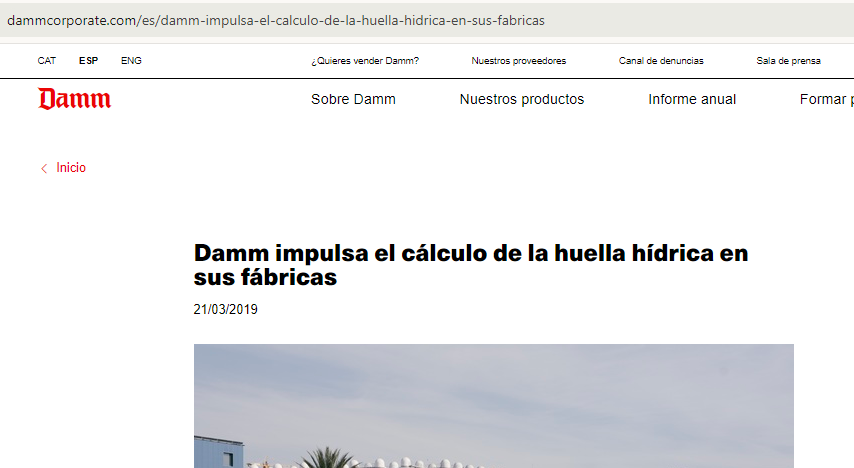 dammcorporate.com/es/damm-impulsa-el-calculo-de-la-huella-hidrica-en-sus-fabricas
CAT ESP ENG ¿Quieres vender Damm? Nuestros proveedores Canal de denuncias Sala de prensa
Damm Sobre Damm Nuestros productos Informe anual Formar
Inicio
Damm impulsa el cálculo de la huella hídrica en
sus fábricas
21/03/2019